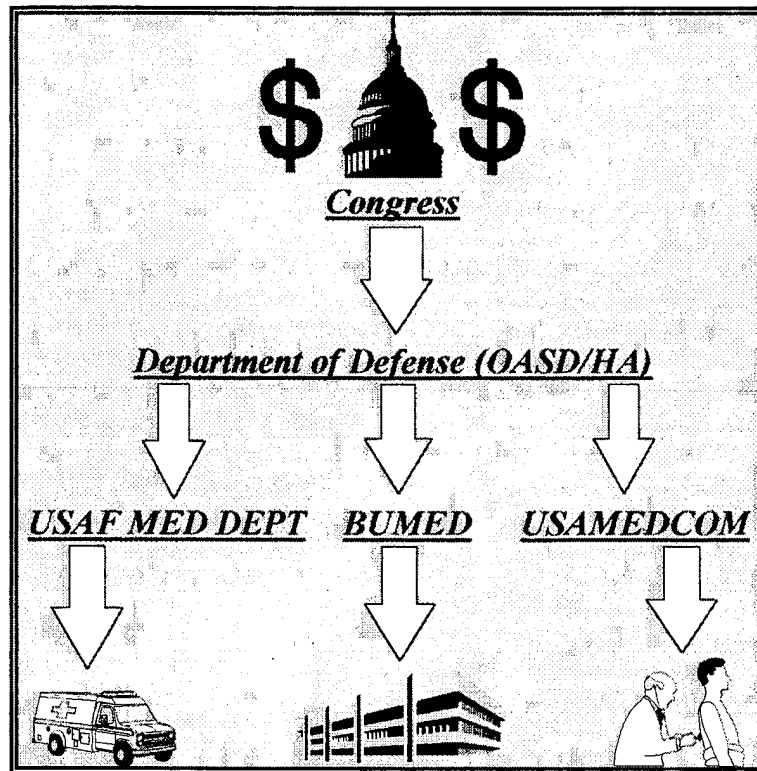 $ $
Congress
Department of Defense (OASD/HA)
USAF MED DEPT BUMED USAMEDCOM